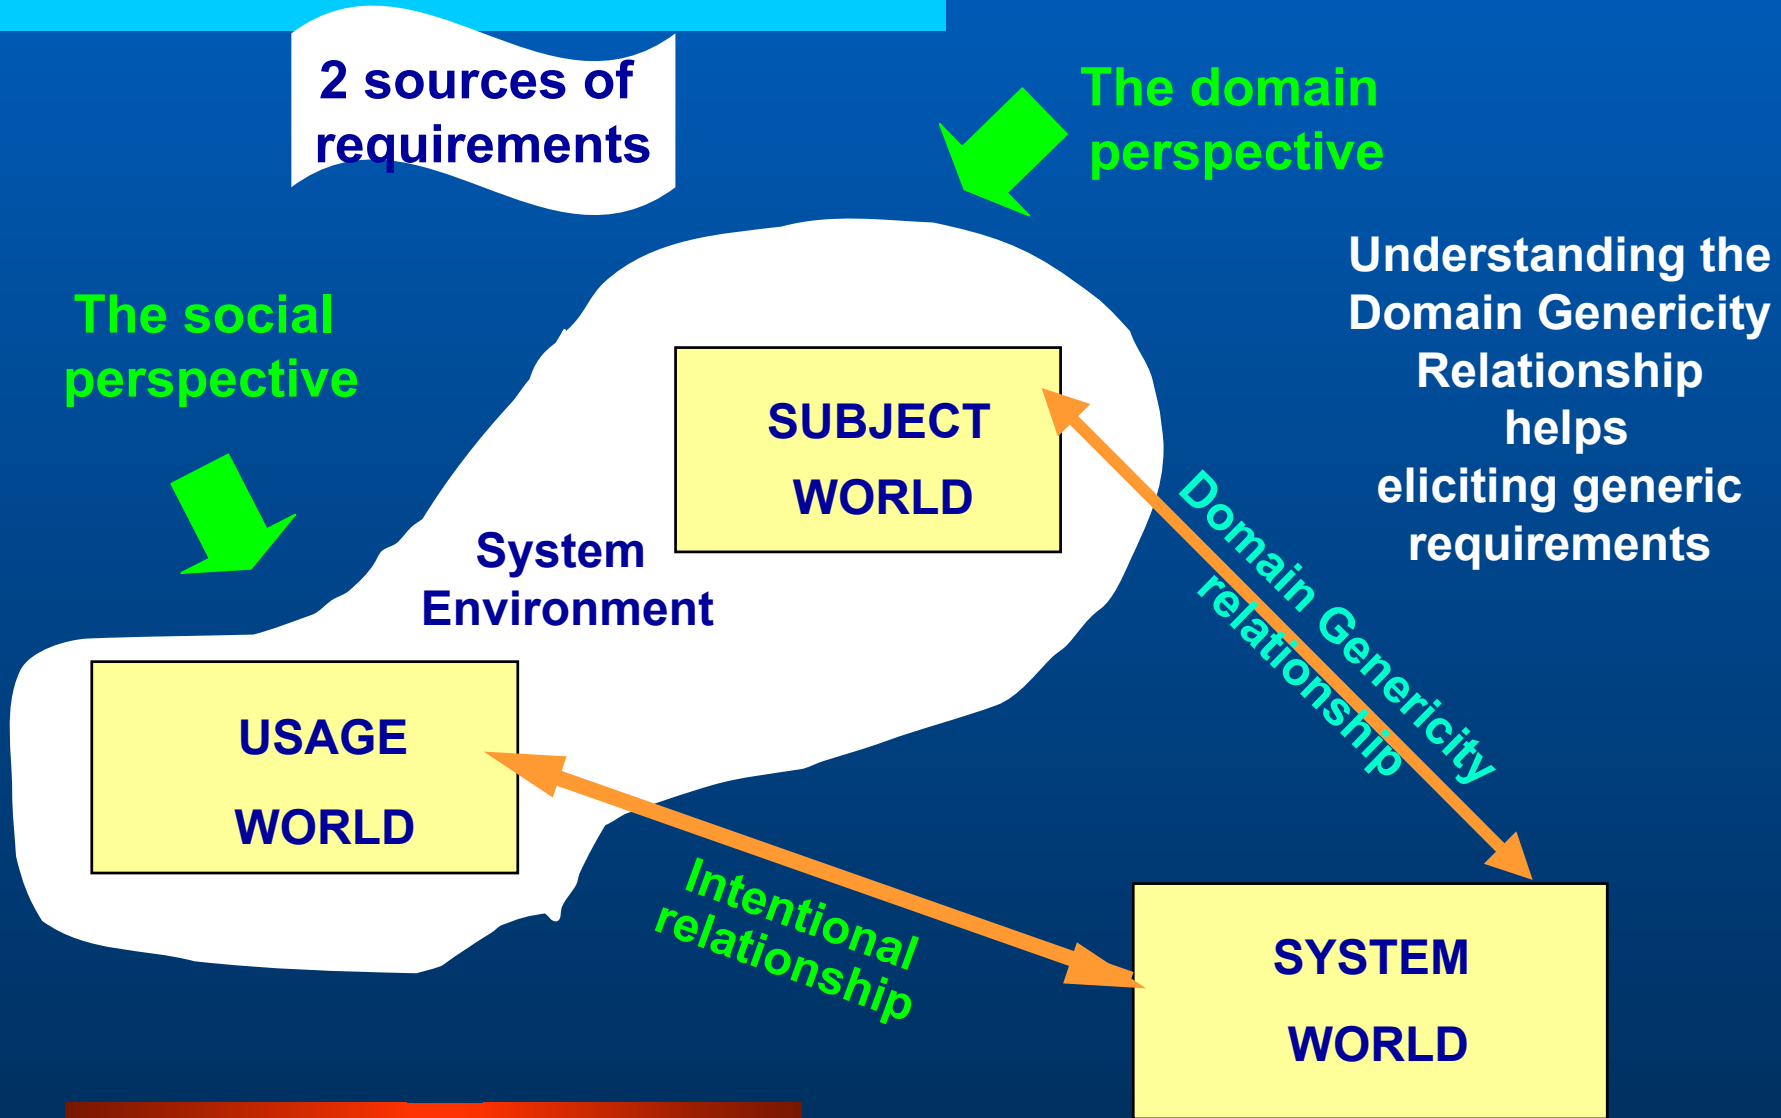 2 sources of
requirements
The domain
perspective
Understanding the
Domain Genericity
Relationship
helps
eliciting generic
requirements
The social
perspective
SUBJECT
WORLD
System
Environment
Domain Genericity
relationship
USAGE
WORLD
Intentional
relationship
SYSTEM
WORLD